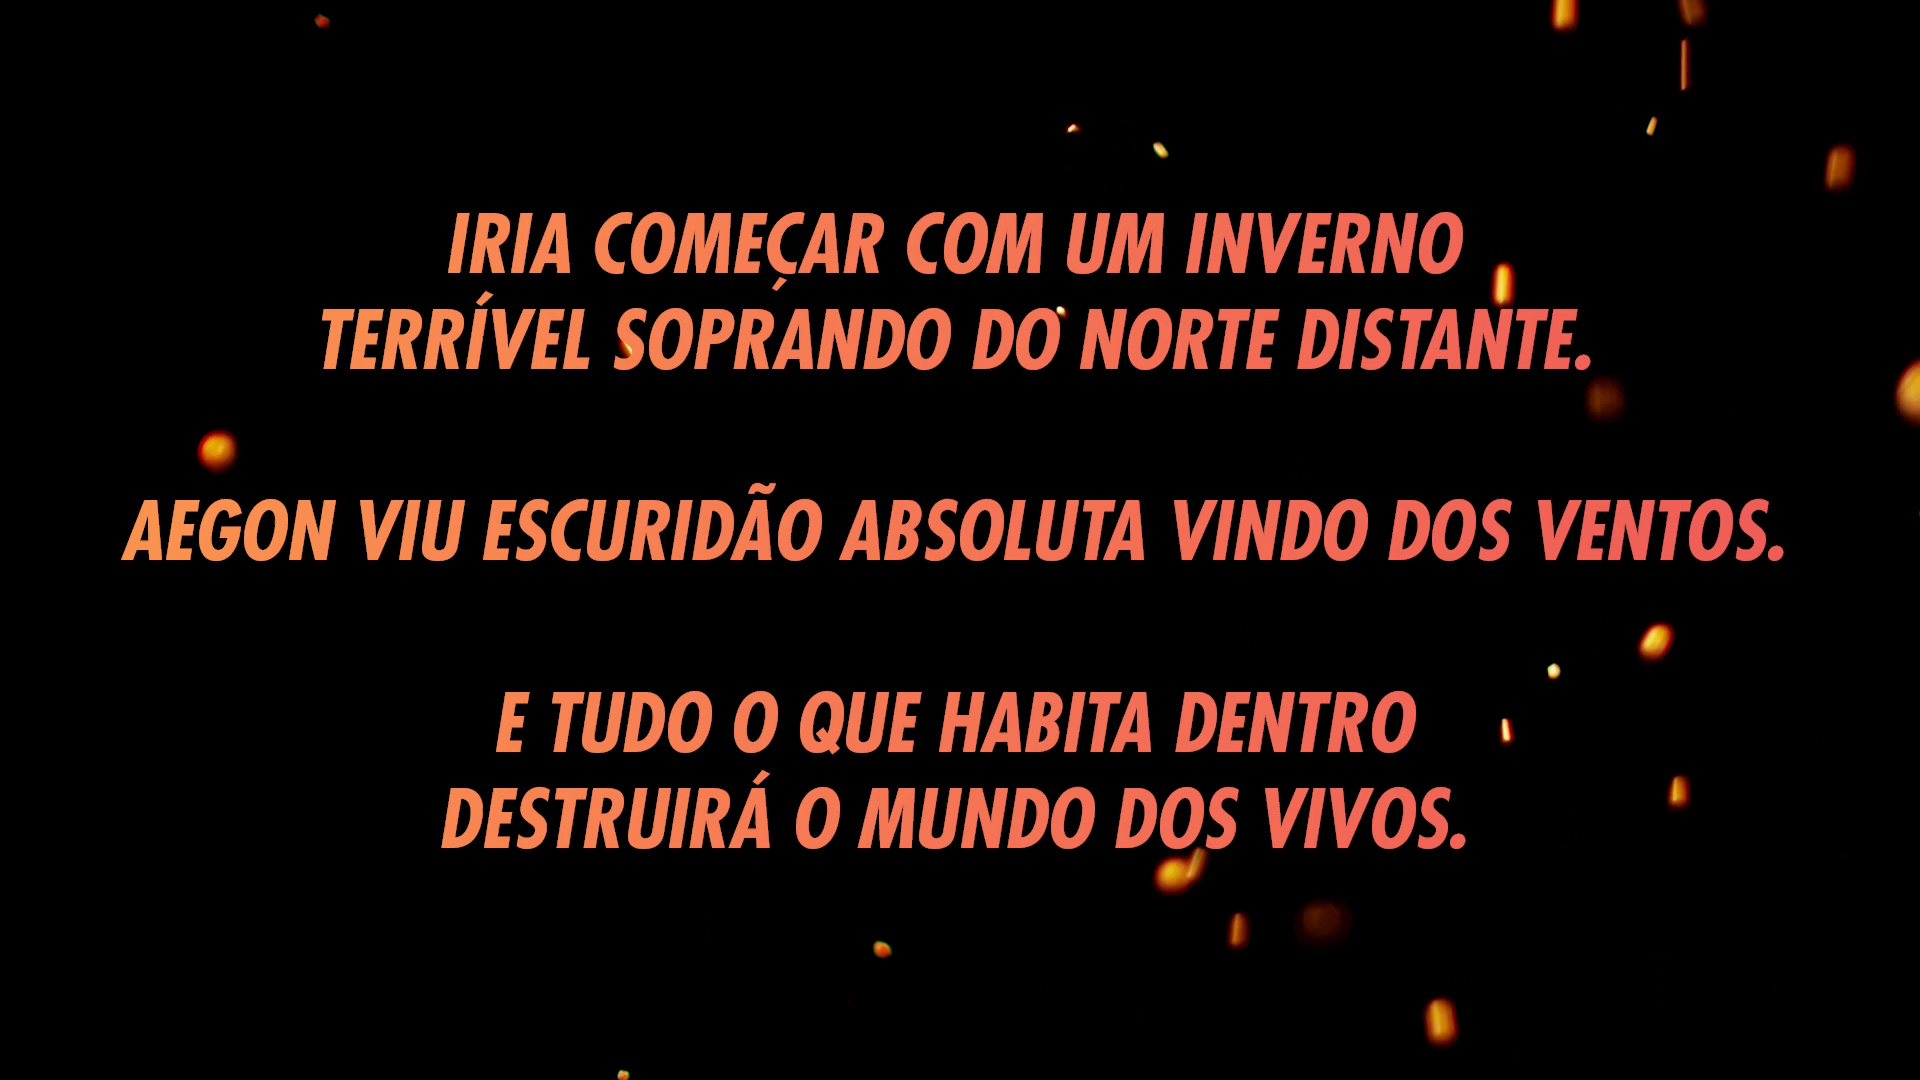 IRIA COMEÇAR COM UM INVERNO
TERRÍVEL SOPRANDO DO NORTE DISTANTE.
AEGON VIU ESCURIDÃO ABSOLUTA VINDO DOS VENTOS.
E TUDO O QUE HABITA DENTRO
DESTRUIRÁ O MUNDO DOS VIVOS.